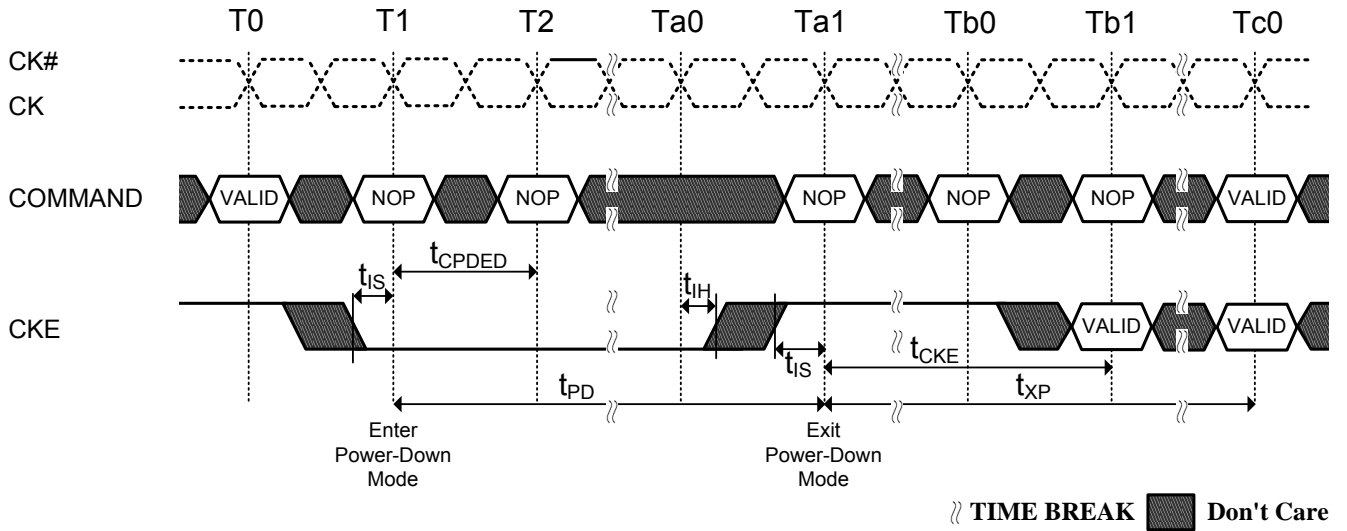 T0 T1 T2 Ta0 Ta1 Tb0 Tb1 Tc0
CK#
CK
COMMAND VALID NOP NOP NOP NOP NOP VALID
tIS tCPDED tIH
CKE VALID VALID
tIS tCKE
tPD tXP
Enter
Power-Down
Mode
Exit
Power-Down
Mode
TIME BREAK Don't Care